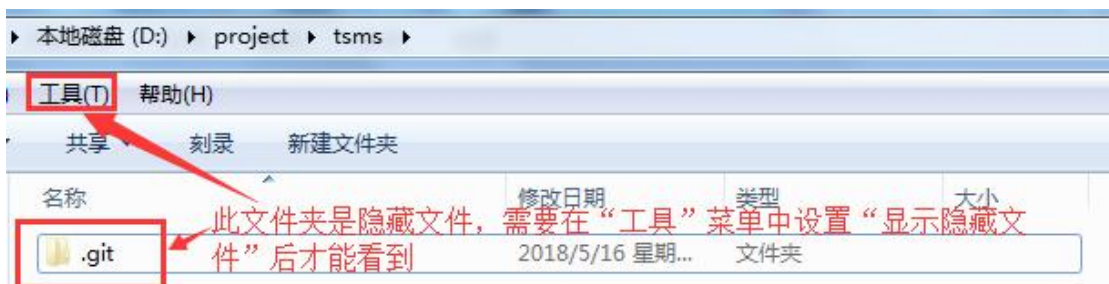 本地磁盘 (D:) ▸ project ▸ tsms ▸
工具(T) 帮助(H)
共享 刻录 新建文件夹
名称 修改日期 类型 大小
此文件夹是隐藏文件，需要在“工具”菜单中设置“显示隐藏文
件”后才能看到
.git 2018/5/16 星期... 文件夹